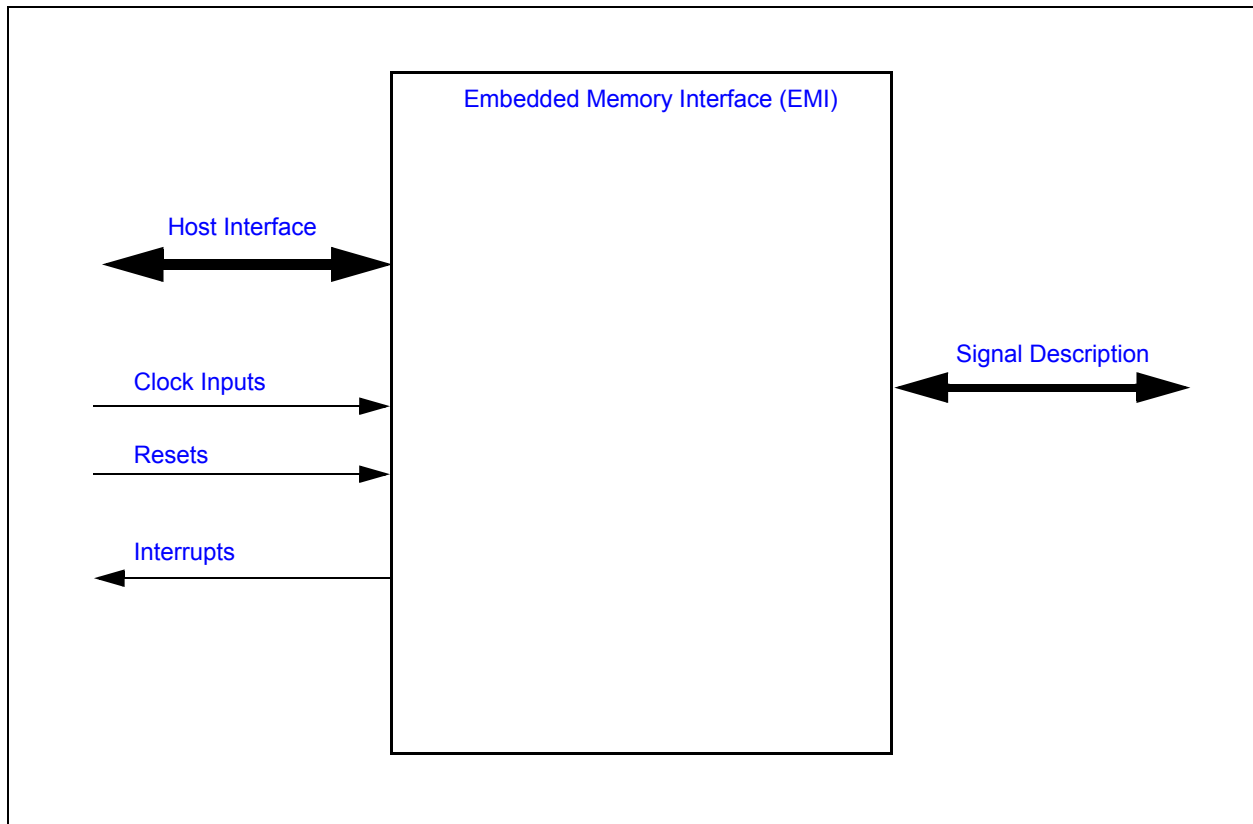 Embedded Memory Interface (EMI)
Host Interface
Signal Description
Clock Inputs
Resets
Interrupts